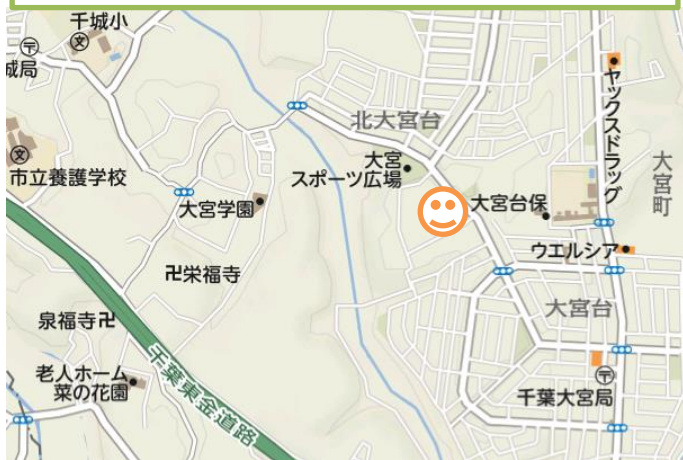 千城小
城局
北大宮台
ヤックスドラッグ
大宮
スポーツ広場
大宮町
市立養護学校
大宮学園
大宮台保
ウエルシア
卍栄福寺
大宮台
泉福寺卍
老人ホーム
菜の花園
千葉東金道路
千葉大宮局